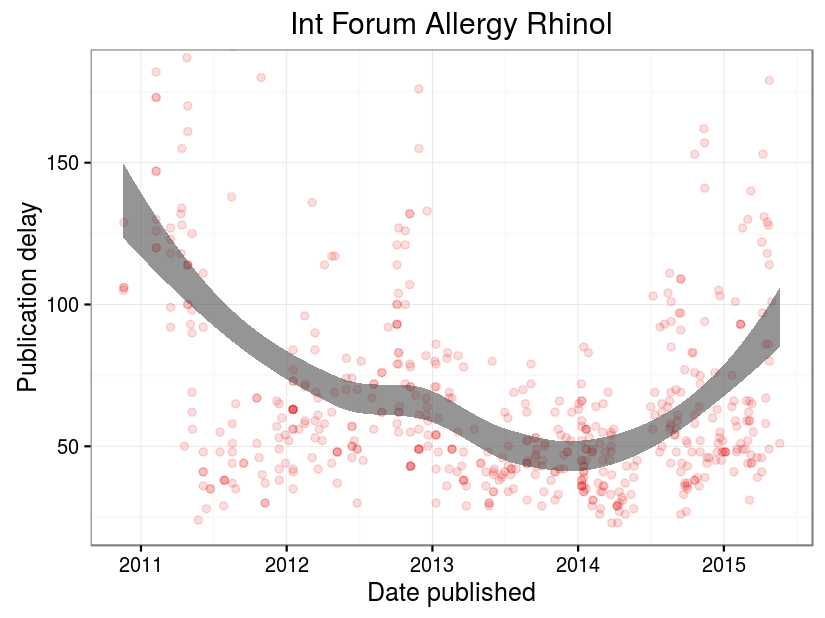 Int Forum Allergy Rhinol
Publication delay
150
100
50
2011 2012 2013 2014 2015
Date published